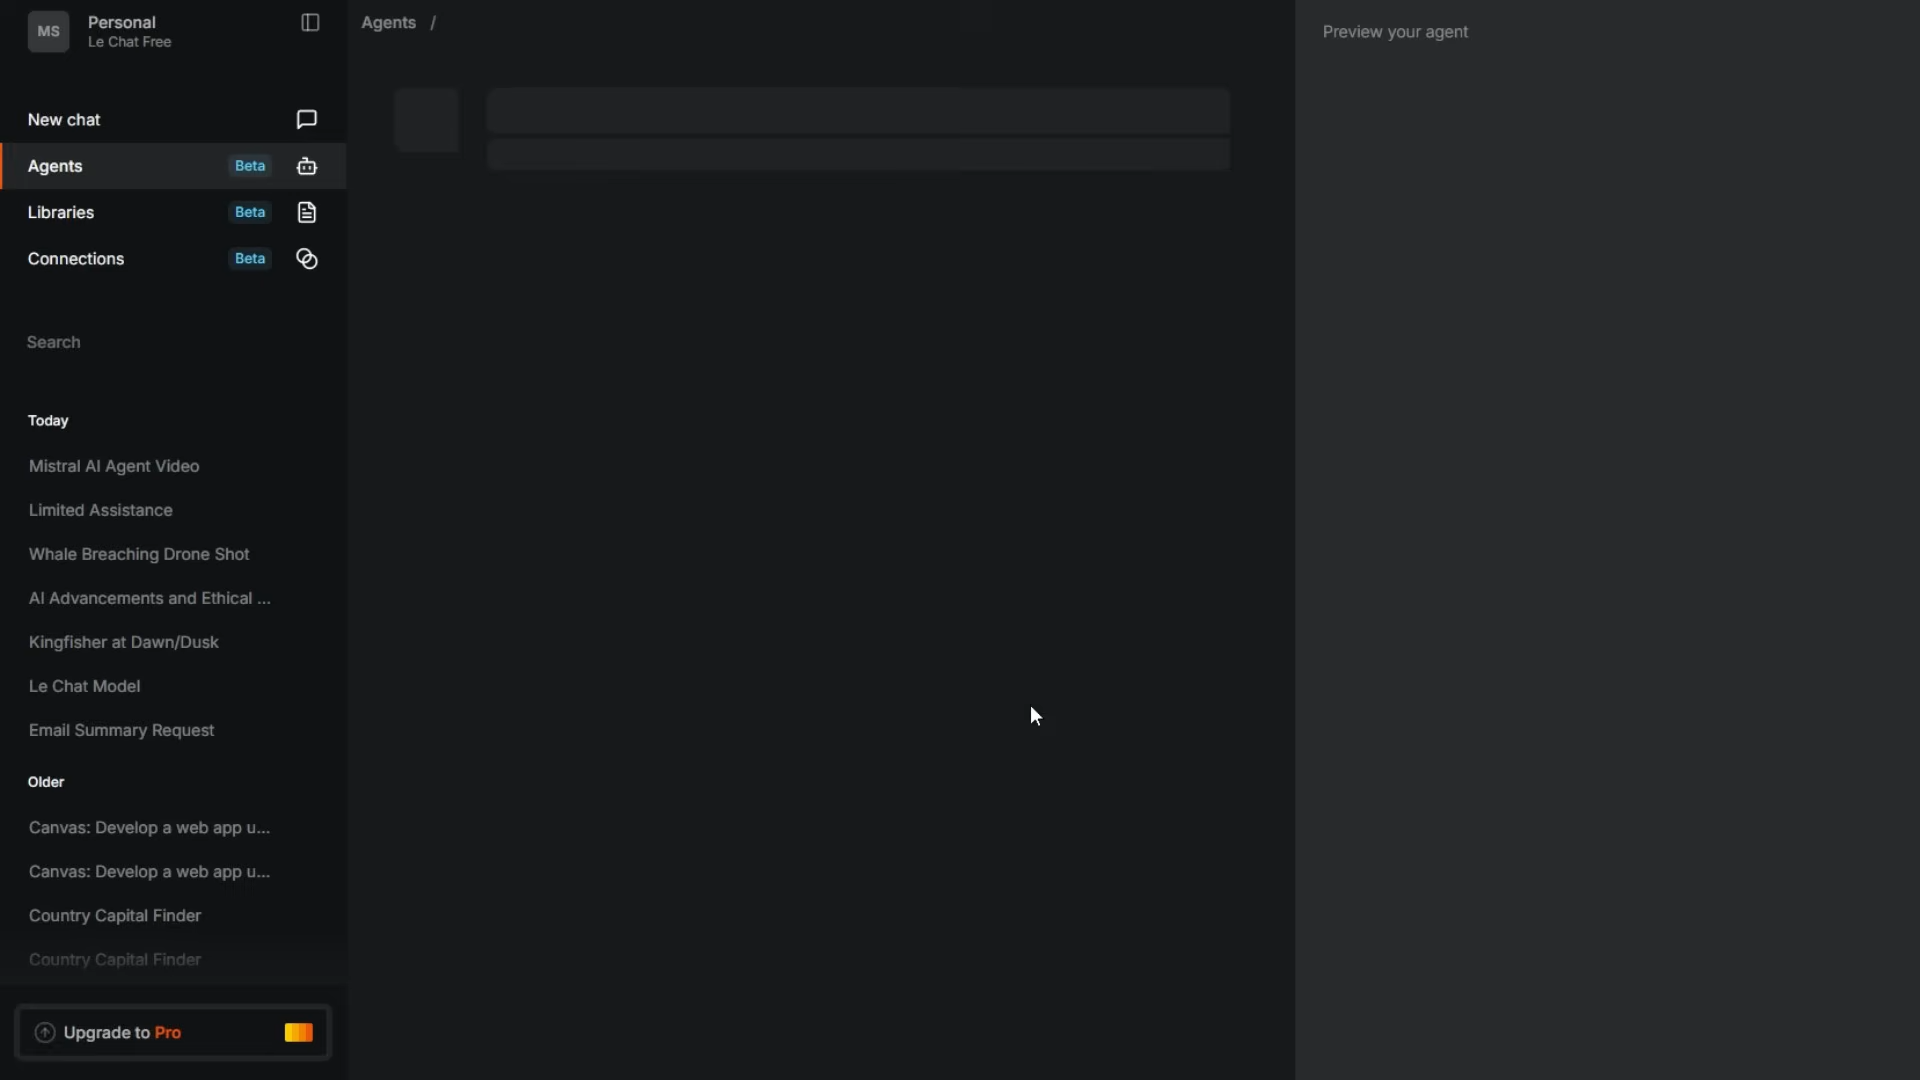 MS
Personal
Le Chat Free
New chat
Agents Beta
Libraries Beta
Connections Beta
Search
Today
Mistral AI Agent Video
Limited Assistance
Whale Breaching Drone Shot
AI Advancements and Ethical ...
Kingfisher at Dawn/Dusk
Le Chat Model
Email Summary Request
Older
Canvas: Develop a web app u...
Canvas: Develop a web app u...
Country Capital Finder
Country Capital Finder
Upgrade to Pro
Agents /
Preview your agent